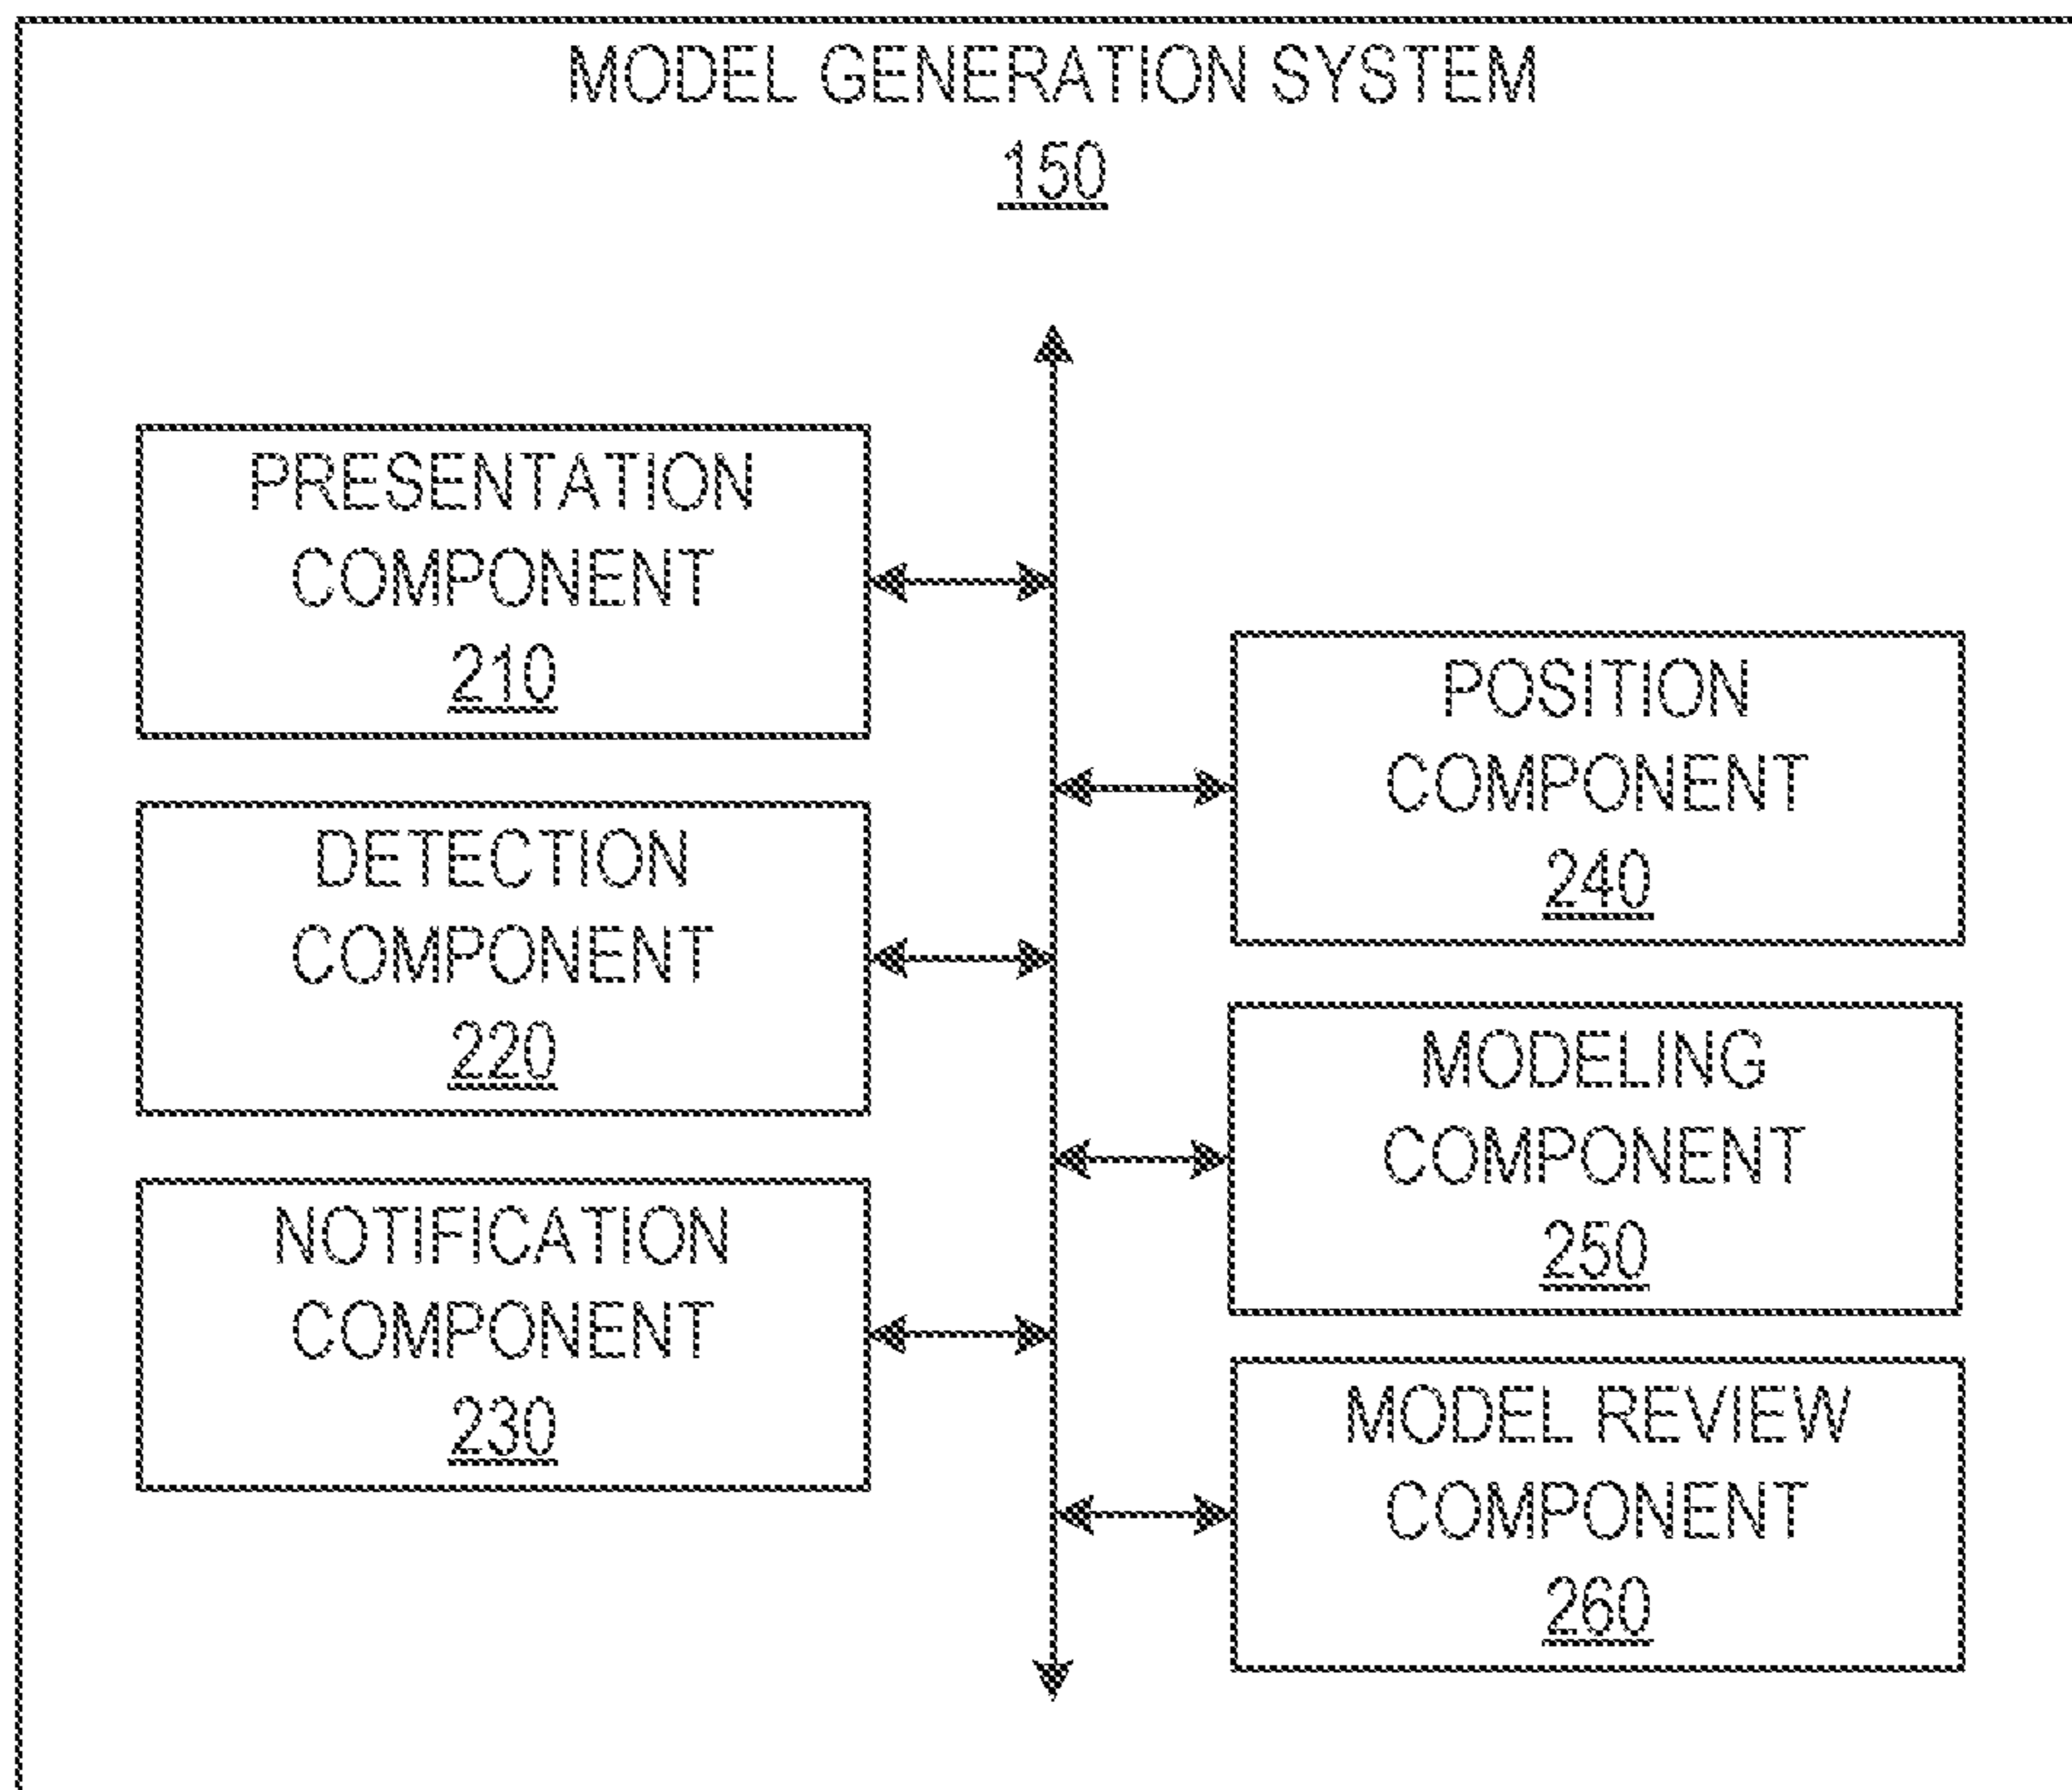 MODEL GENERATION SYSTEM
150
PRESENTATION
COMPONENT
210
DETECTION
COMPONENT
220
NOTIFICATION
COMPONENT
230
POSITION
COMPONENT
240
MODELING
COMPONENT
250
MODEL REVIEW
COMPONENT
260